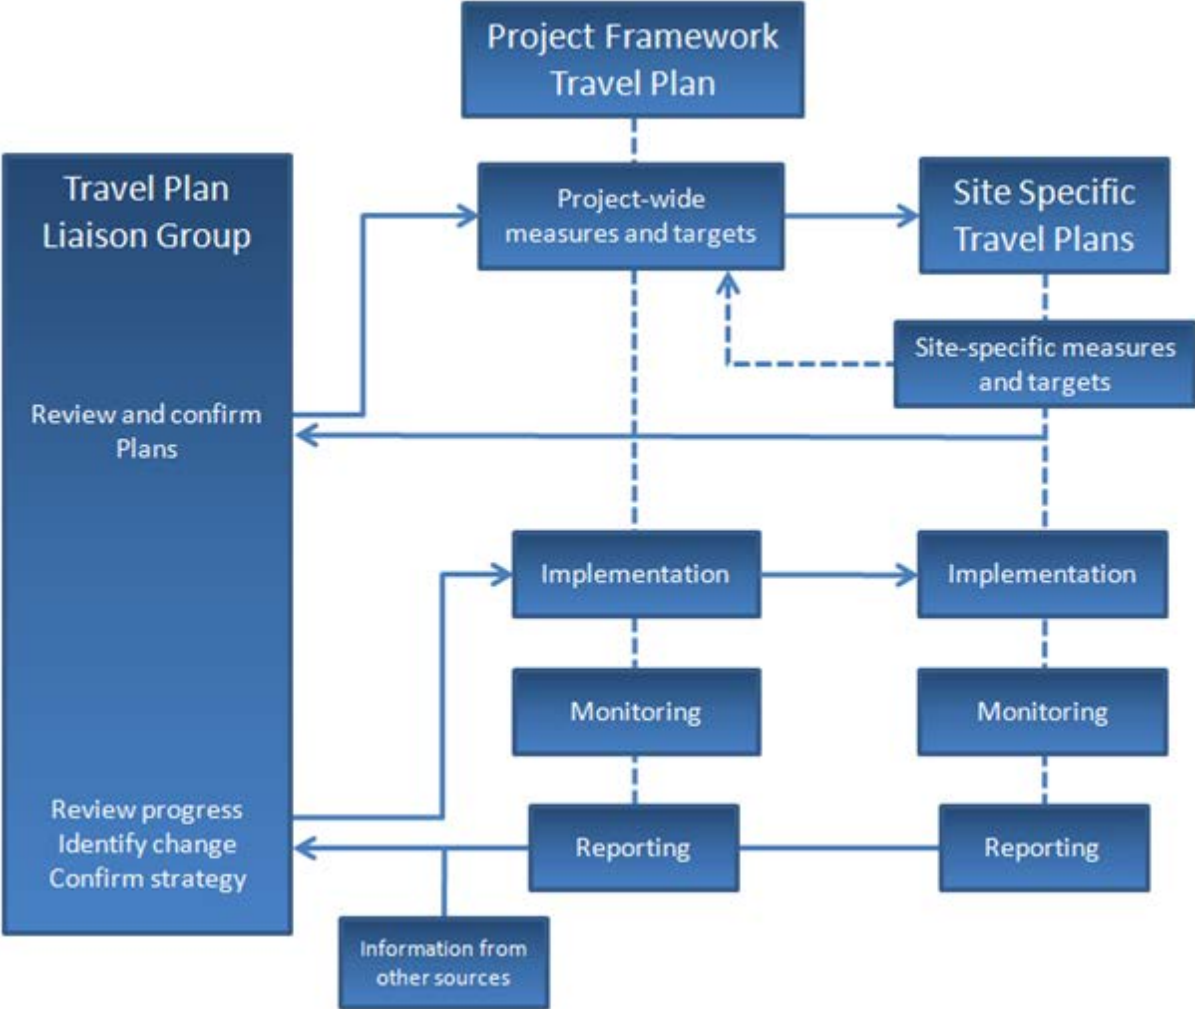 Project Framework
Travel Plan
Travel Plan
Liaison Group
Project-wide
measures and targets
Site Specific
Travel Plans
Site-specific measures
and targets
Review and confirm
Plans
Implementation
Implementation
Monitoring
Monitoring
Review progress
Identify change
Confirm strategy
Reporting
Reporting
Information from
other sources